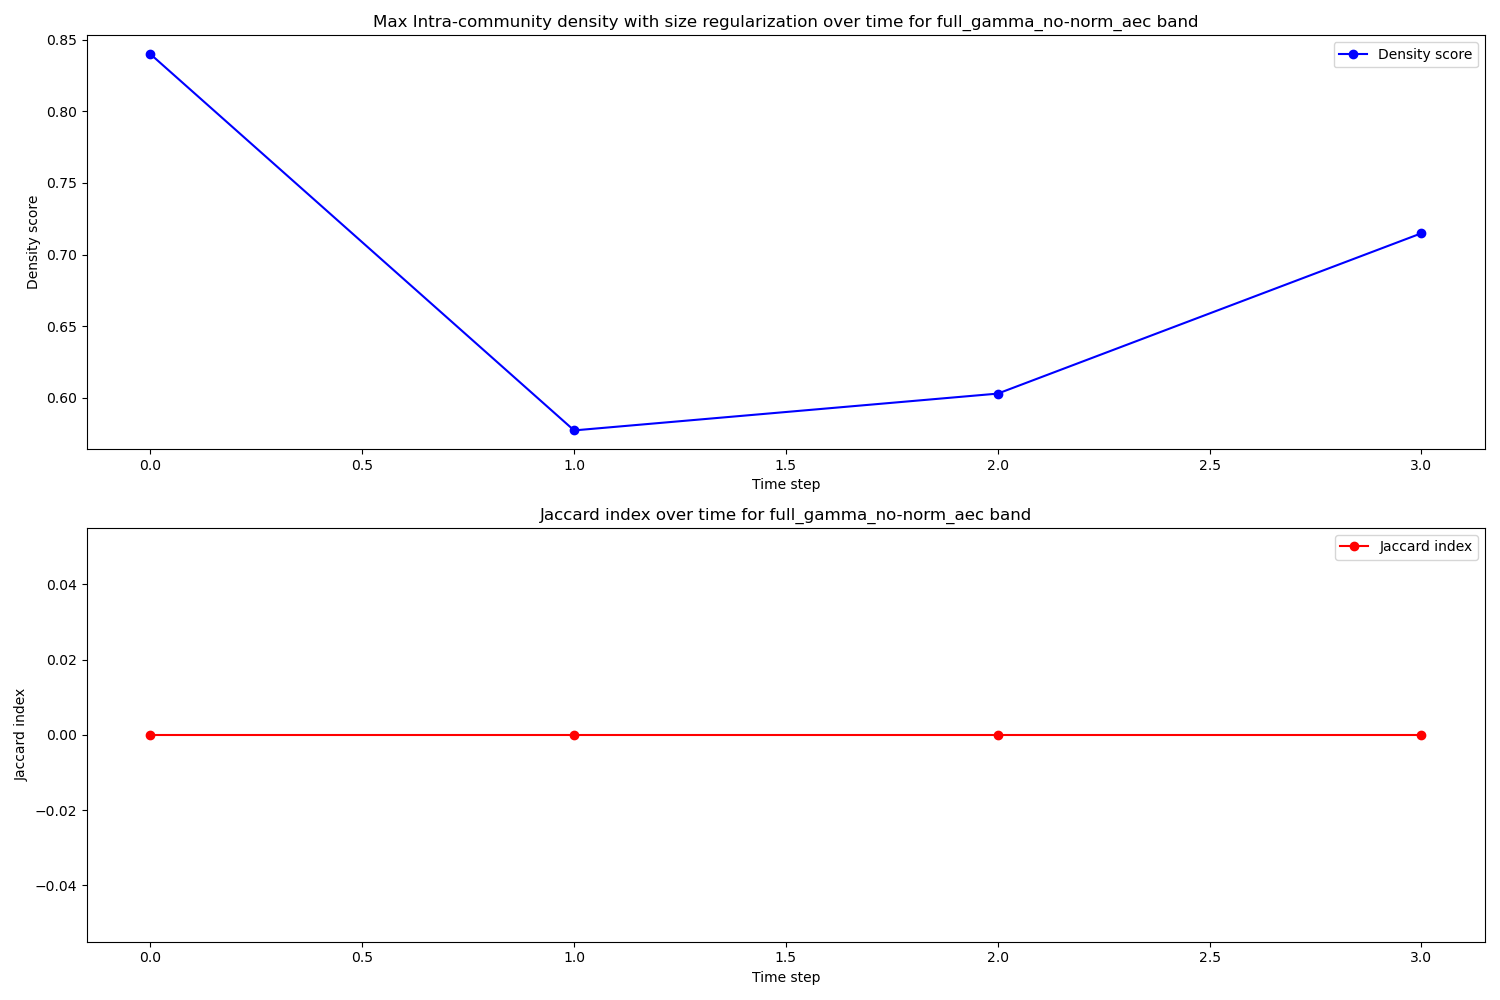 Max Intra-community density with size regularization over time for full_gamma_no-norm_aec band
Density score
0.85
0.80
0.75
0.70
0.65
0.60
Density score
0.0 0.5 1.0 1.5 2.0 2.5 3.0
Time step
Jaccard index over time for full_gamma_no-norm_aec band
Jaccard index
0.04
0.02
0.00
−0.02
−0.04
Jaccard index
0.0 0.5 1.0 1.5 2.0 2.5 3.0
Time step